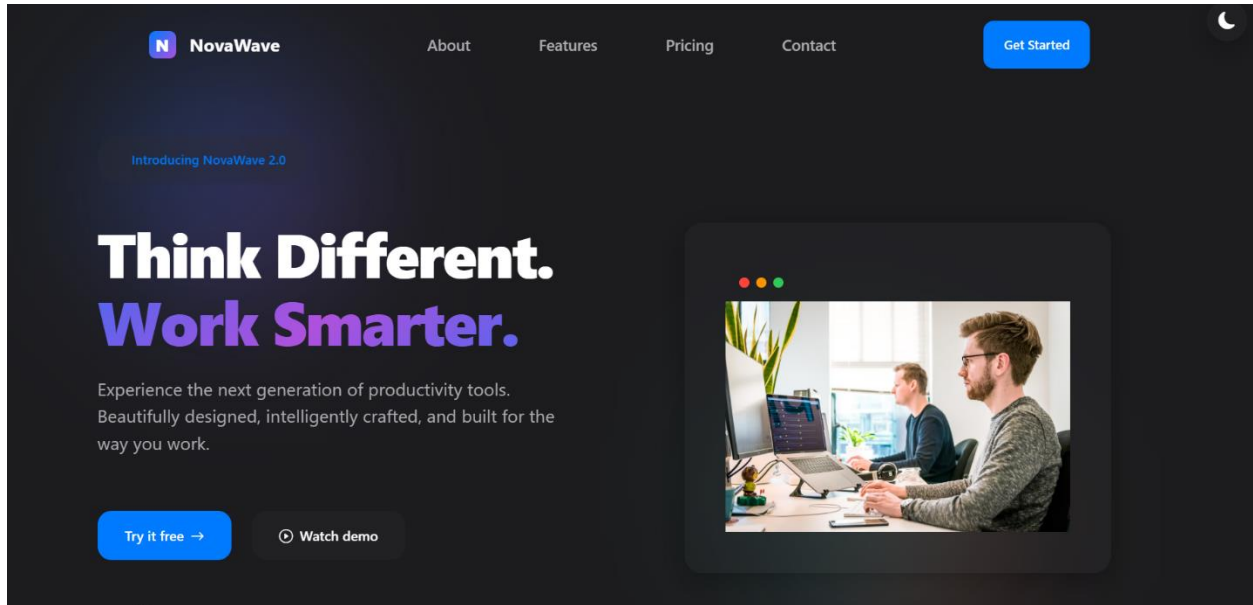 N NovaWave About Features Pricing Contact Get Started
Introducing NovaWave 2.0
Think Different.
Work Smarter.
Experience the next generation of productivity tools.
Beautifully designed, intelligently crafted, and built for the
way you work.
Try it free → Watch demo